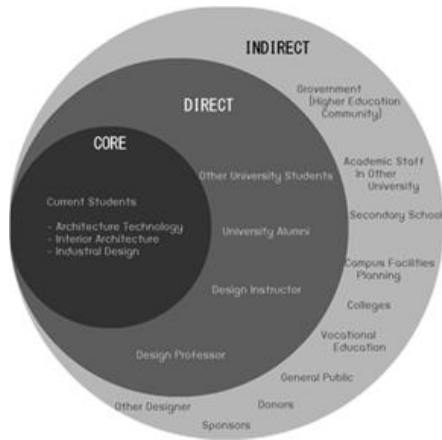 INDIRECT
Grovernment
(Higher Education
Community)
DIRECT
CORE
Academic Staff
In Other
University
Other University Students
Current Students
Secondary School
- Architecture Technology
- Interior Architecture
- Industral Design
University Alumni
Campus Facilities
Planning
Design Instructor
Colleges
Vocational
Education
Design Professor
General Public
Donors
Other Designer
Sponsors